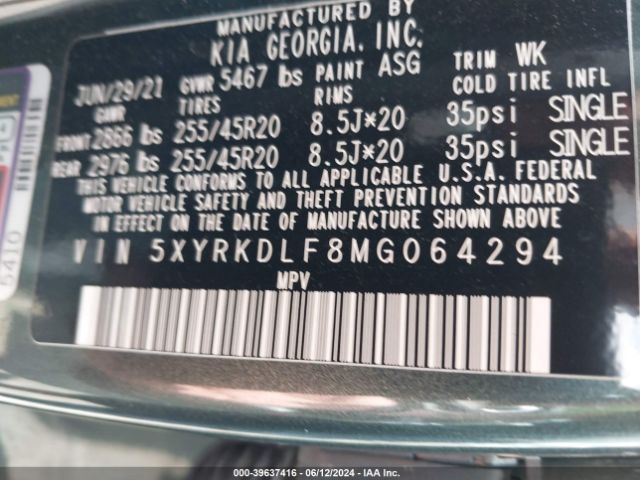 MANUFACTURED BY
KIA GEORGIA, INC.
JUN/29/21 GVWR 5467 lbs PAINT ASG TRIM WK
GAWR TIRES RIMS COLD TIRE INFL
FRONT 2866 lbs 255/45R20 8.5J×20 35psi SINGLE
REAR 2976 lbs 255/45R20 8.5J×20 35psi SINGLE
THIS VEHICLE CONFORMS TO ALL APPLICABLE U.S.A. FEDERAL
MOTOR VEHICLE SAFETY AND THEFT PREVENTION STANDARDS
IN EFFECT ON THE DATE OF MANUFACTURE SHOWN ABOVE
VIN 5XYRKDLF8MG064294
MPV
5410
000-39637416 - 06/12/2024 - IAAI, Inc.